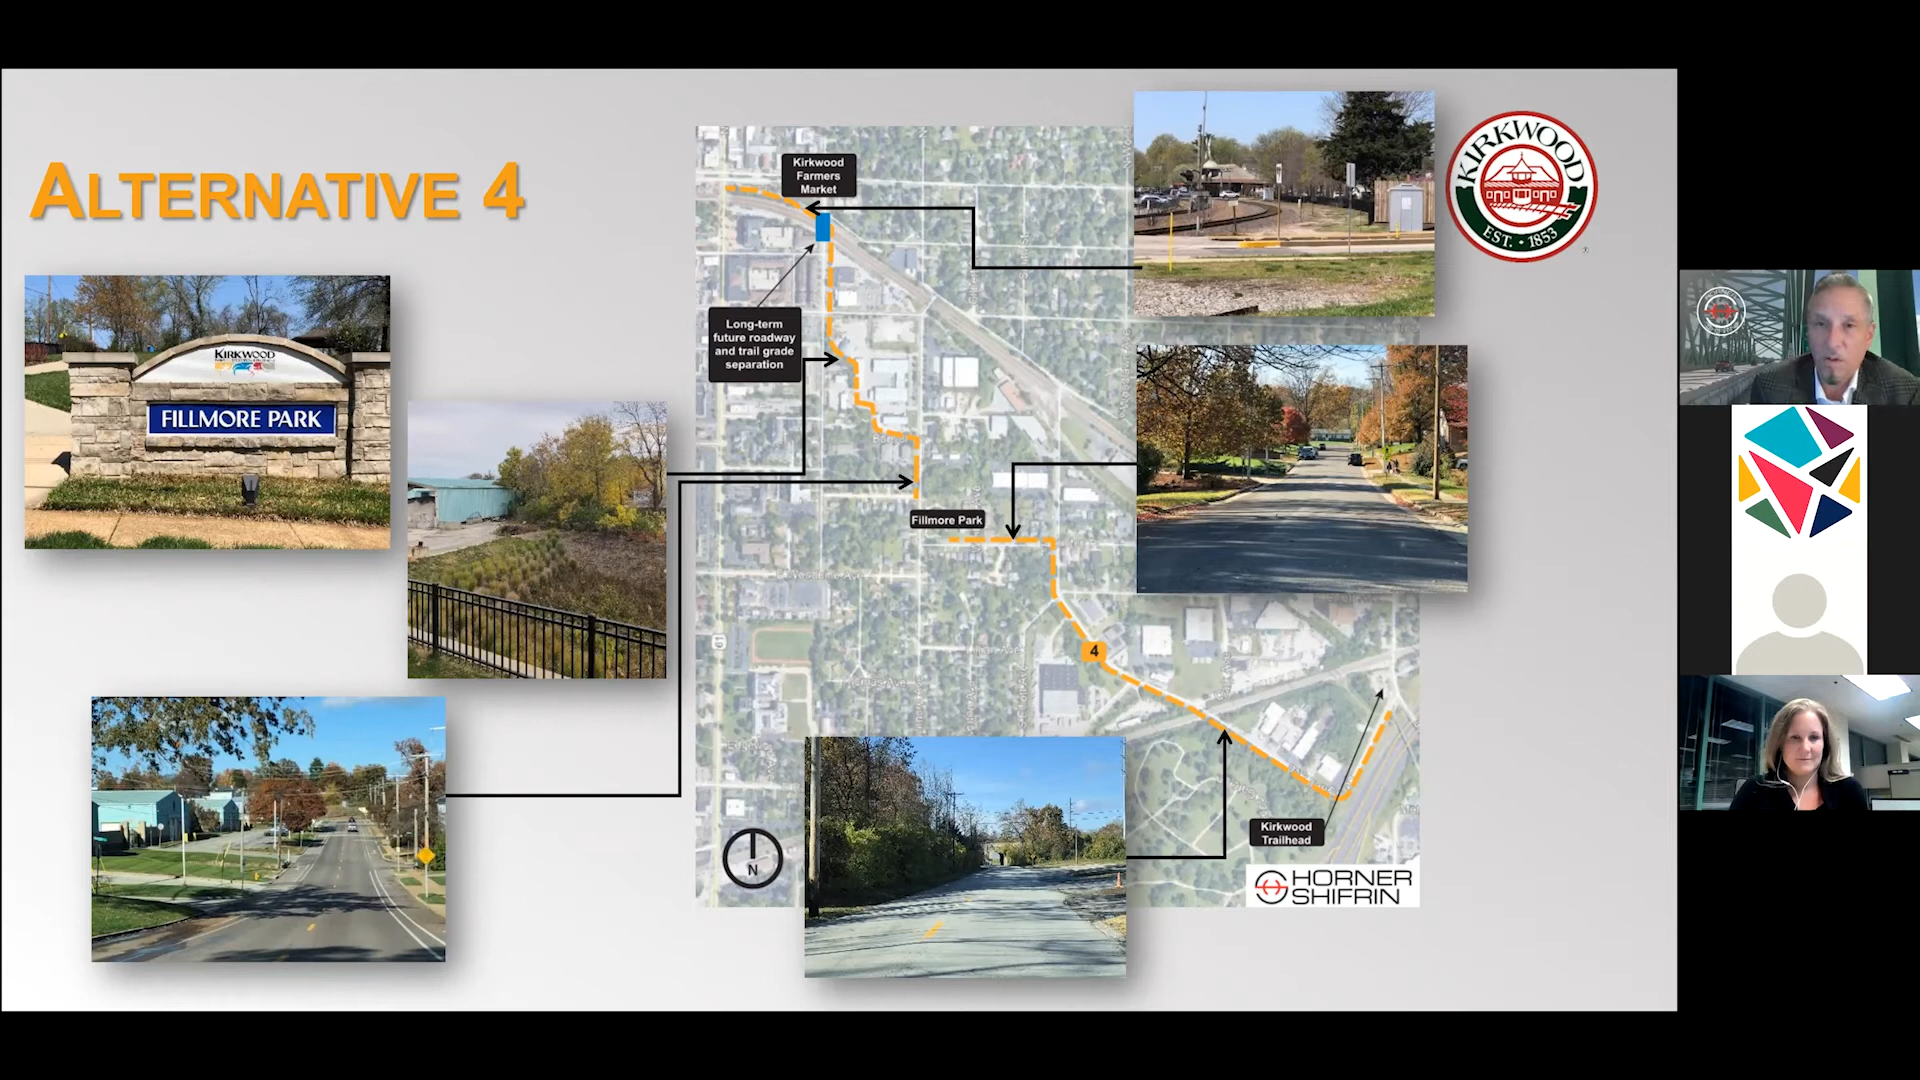 ALTERNATIVE 4
KIRKWOOD
EST. • 1853
®
KIRKWOOD
FILLMORE PARK
Kirkwood
Farmers
Market
Long-term
future roadway
and trail grade
separation
61
Fillmore Park
4
Kirkwood
Trailhead
N
HORNER
SHIFRIN